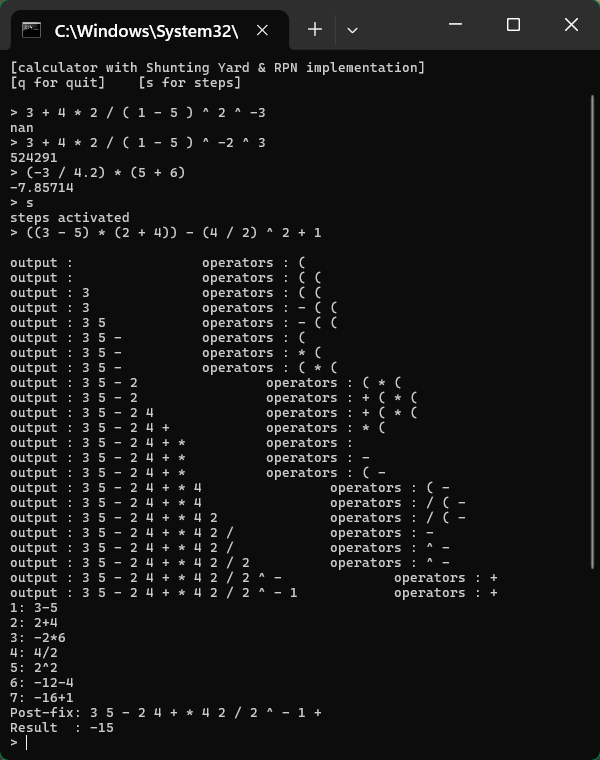 C:\Windows\System32\
[calculator with Shunting Yard & RPN implementation]
[q for quit]    [s for steps]
> 3 + 4 * 2 / ( 1 - 5 ) ^ 2 ^ -3
nan
> 3 + 4 * 2 / ( 1 - 5 ) ^ -2 ^ 3
524291
> (-3 / 4.2) * (5 + 6)
-7.85714
> s
steps activated
> ((3 - 5) * (2 + 4)) - (4 / 2) ^ 2 + 1
output :                operators : (
output :                operators : ( (
output : 3              operators : ( (
output : 3              operators : - ( (
output : 3 5            operators : - ( (
output : 3 5 -          operators : (
output : 3 5 -          operators : * (
output : 3 5 -          operators : ( * (
output : 3 5 - 2                operators : ( * (
output : 3 5 - 2                operators : + ( * (
output : 3 5 - 2 4              operators : + ( * (
output : 3 5 - 2 4 +            operators : * (
output : 3 5 - 2 4 + *          operators :
output : 3 5 - 2 4 + *          operators : -
output : 3 5 - 2 4 + *          operators : ( -
output : 3 5 - 2 4 + * 4                operators : ( -
output : 3 5 - 2 4 + * 4                operators : / ( -
output : 3 5 - 2 4 + * 4 2              operators : / ( -
output : 3 5 - 2 4 + * 4 2 /            operators : -
output : 3 5 - 2 4 + * 4 2 /            operators : ^ -
output : 3 5 - 2 4 + * 4 2 / 2          operators : ^ -
output : 3 5 - 2 4 + * 4 2 / 2 ^ -              operators : +
output : 3 5 - 2 4 + * 4 2 / 2 ^ - 1            operators : +
1: 3-5
2: 2+4
3: -2*6
4: 4/2
5: 2^2
6: -12-4
7: -16+1
Post-fix: 3 5 - 2 4 + * 4 2 / 2 ^ - 1 +
Result  : -15
>